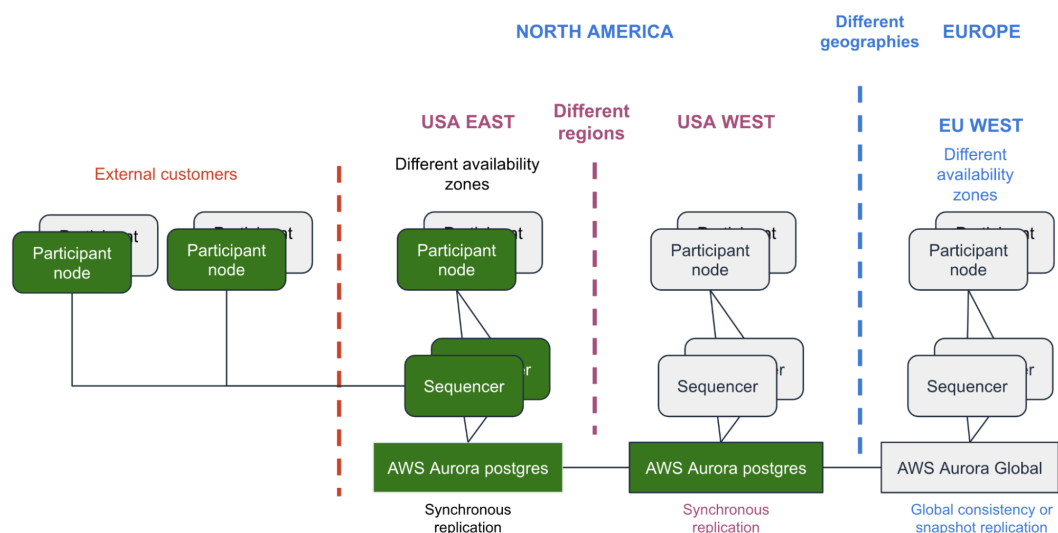 NORTH AMERICA
Different
geographies
EUROPE
USA EAST
Different
regions
USA WEST
EU WEST
External customers
Different availability
zones
Different
availability
zones
Participant
node
Participant
node
Participant
node
Participant
node
Participant
node
Sequencer
Sequencer
Sequencer
AWS Aurora postgres
AWS Aurora postgres
AWS Aurora Global
Synchronous
replication
Synchronous
replication
Global consistency or
snapshot replication